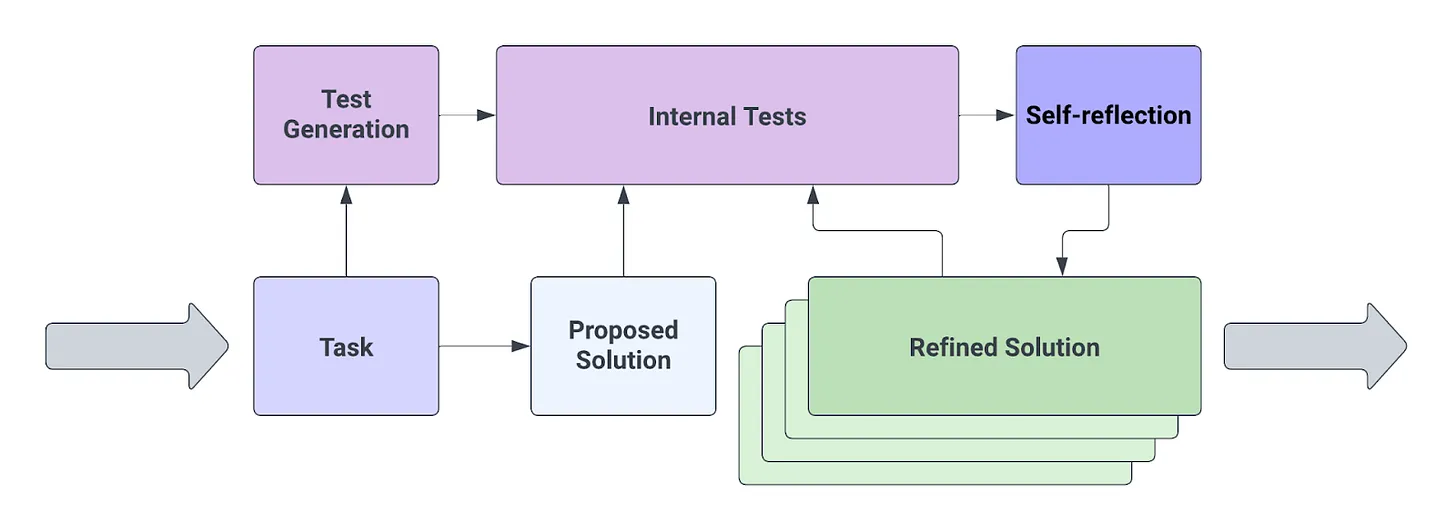 Test
Generation
Internal Tests
Self-reflection
Task
Proposed
Solution
Refined Solution